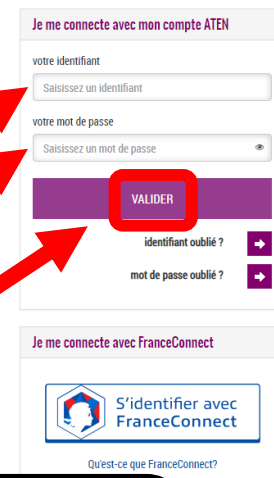 Je me connecte avec mon compte ATEN
votre identifiant
Saisissez un identifiant
votre mot de passe
Saisissez un mot de passe
VALIDER
identifiant oublié ?
mot de passe oublié ?
Je me connecte avec FranceConnect
S'identifier avec
FranceConnect
Qu'est-ce que FranceConnect?